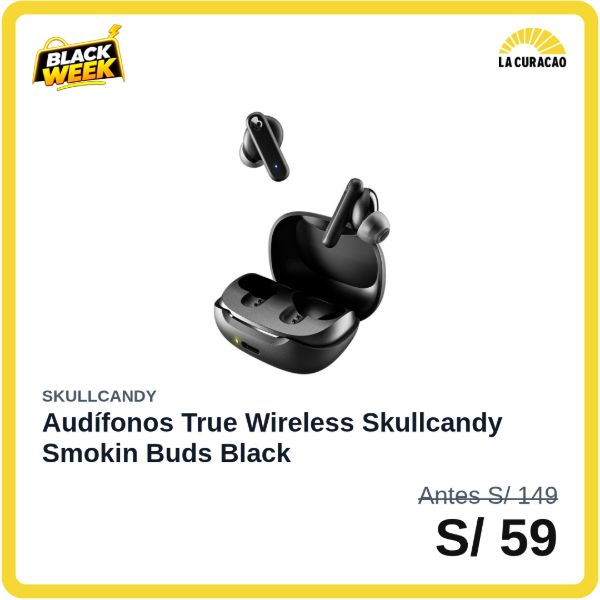 BLACK
WEEK
LA CURACAO
SKULLCANDY
Audífonos True Wireless Skullcandy
Smokin Buds Black
Antes S/ 149
S/ 59